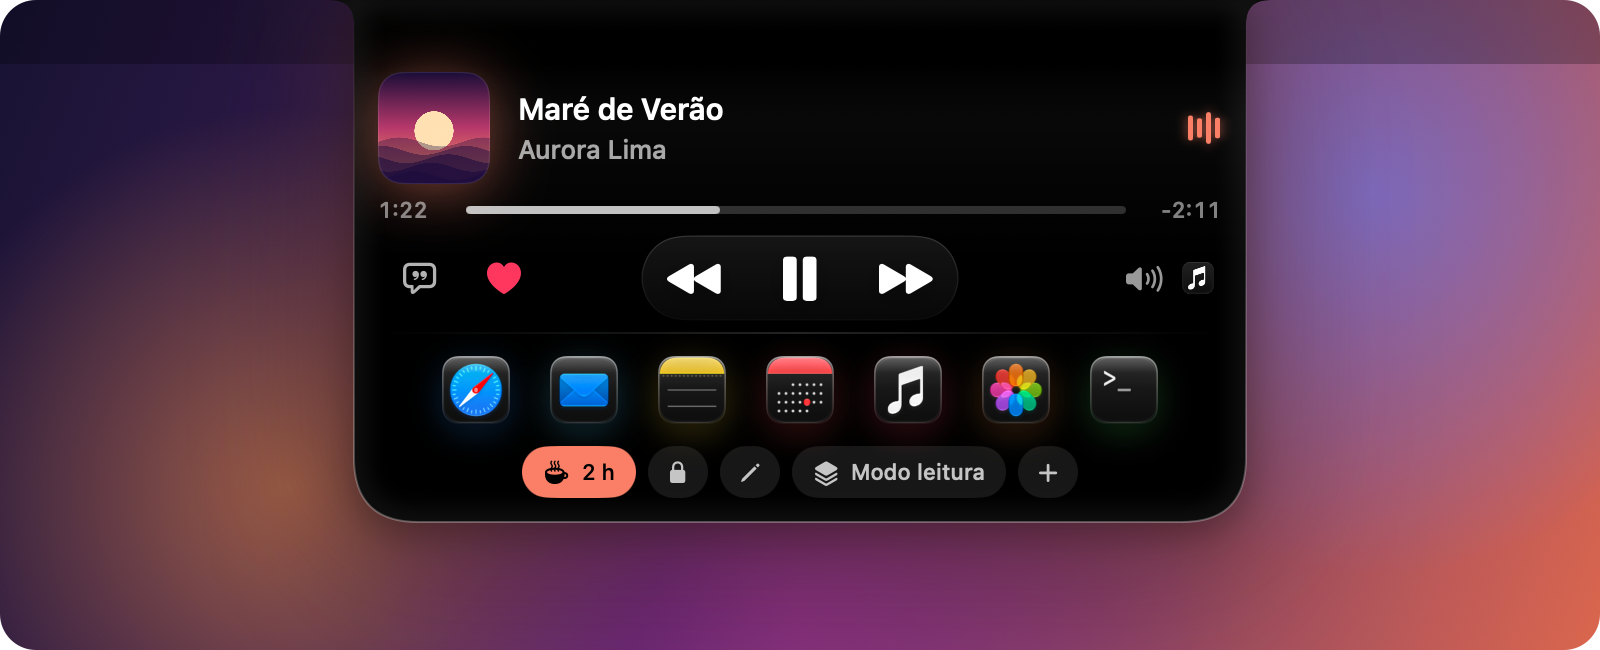 Maré de Verão
Aurora Lima
1:22
-2:11
>_
2 h
Modo leitura